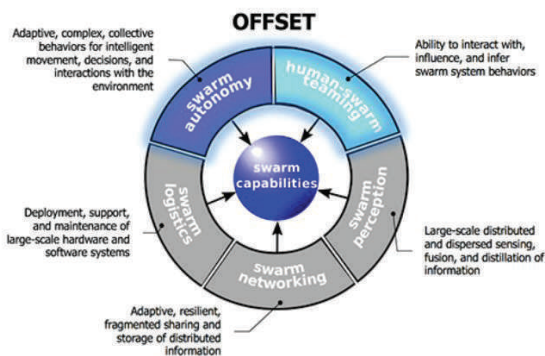 OFFSET
Adaptive, complex, collective
behaviors for intelligent
movement, decisions, and
interactions with the
environment
Ability to interact with,
influence, and infer
swarm system behaviors
swarm
autonomy
human-swarm
teaming
swarm
capabilities
swarm
logistics
swarm
perception
swarm
networking
Deployment, support,
and maintenance of
large-scale hardware and
software systems
Large-scale distributed
and dispersed sensing,
fusion, and distillation of
information
Adaptive, resilient,
fragmented sharing and
storage of distributed
information